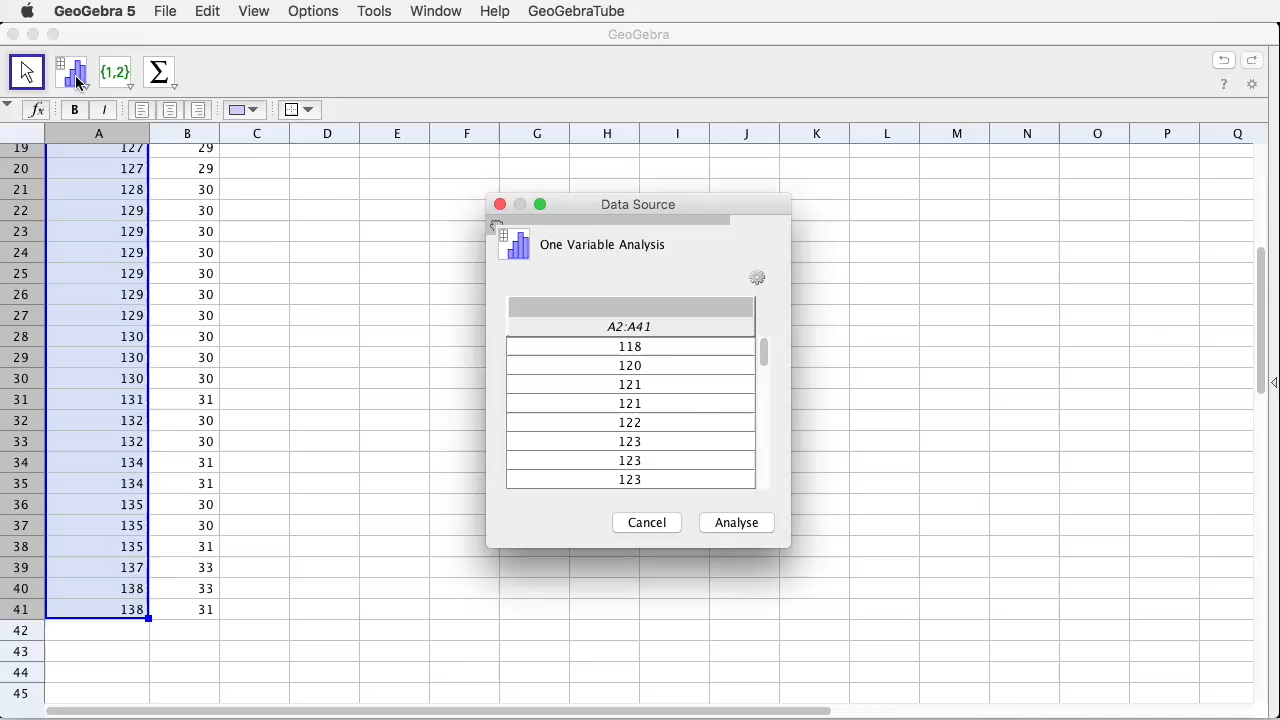 GeoGebra 5 File Edit View Options Tools Window Help GeoGebraTube
GeoGebra
{1,2} Σ
?
fx B I
A B C D E F G H I J K L M N O P Q
19 127 29
20 127 29
21 128 30
22 129 30
23 129 30
24 129 30
25 129 30
26 129 30
27 129 30
28 130 30
29 130 30
30 130 30
31 131 31
32 132 30
33 132 30
34 134 31
35 134 31
36 135 30
37 135 30
38 135 31
39 137 33
40 138 33
41 138 31
42
43
44
45
Data Source
One Variable Analysis
A2:A41
118
120
121
121
122
123
123
123
Cancel Analyse